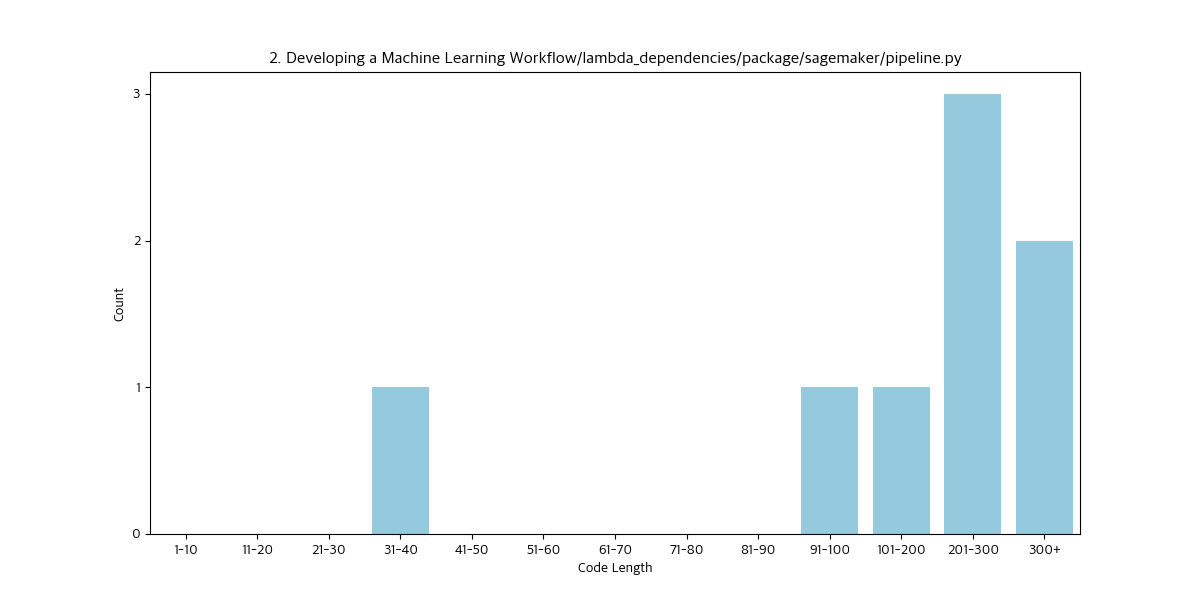 2. Developing a Machine Learning Workflow/lambda_dependencies/package/sagemaker/pipeline.py
3
2
1
0
Count
1-10 11-20 21-30 31-40 41-50 51-60 61-70 71-80 81-90 91-100 101-200 201-300 300+
Code Length